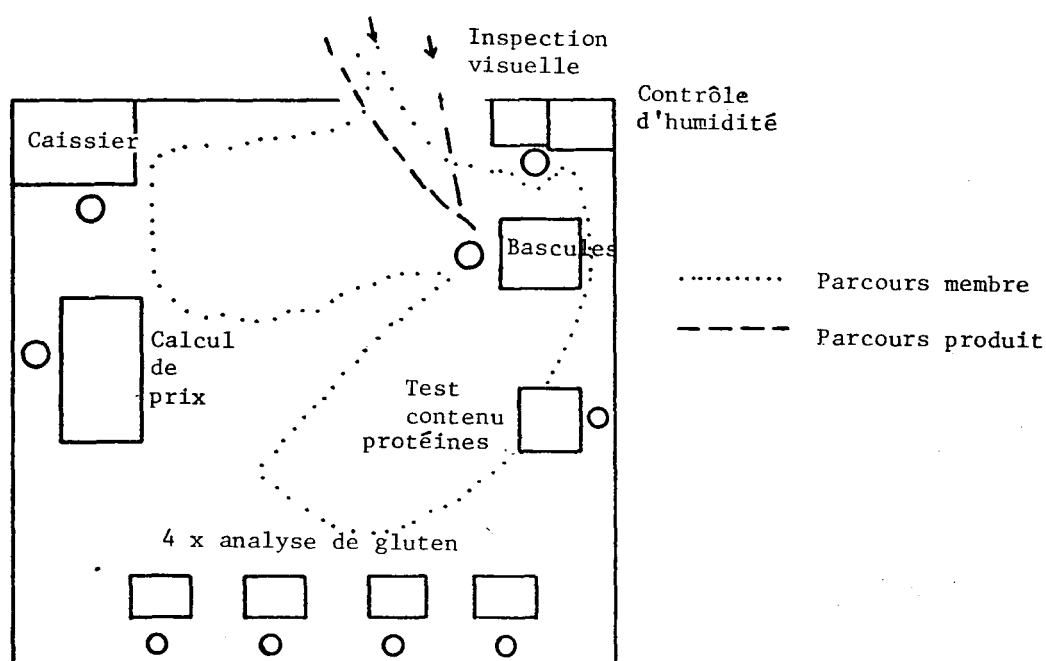 Inspection
visuelle
Contrôle
d'humidité
Caissier
Bascules
Parcours membre
Parcours produit
Calcul
de
prix
Test
contenu
protéines
4 x analyse de gluten